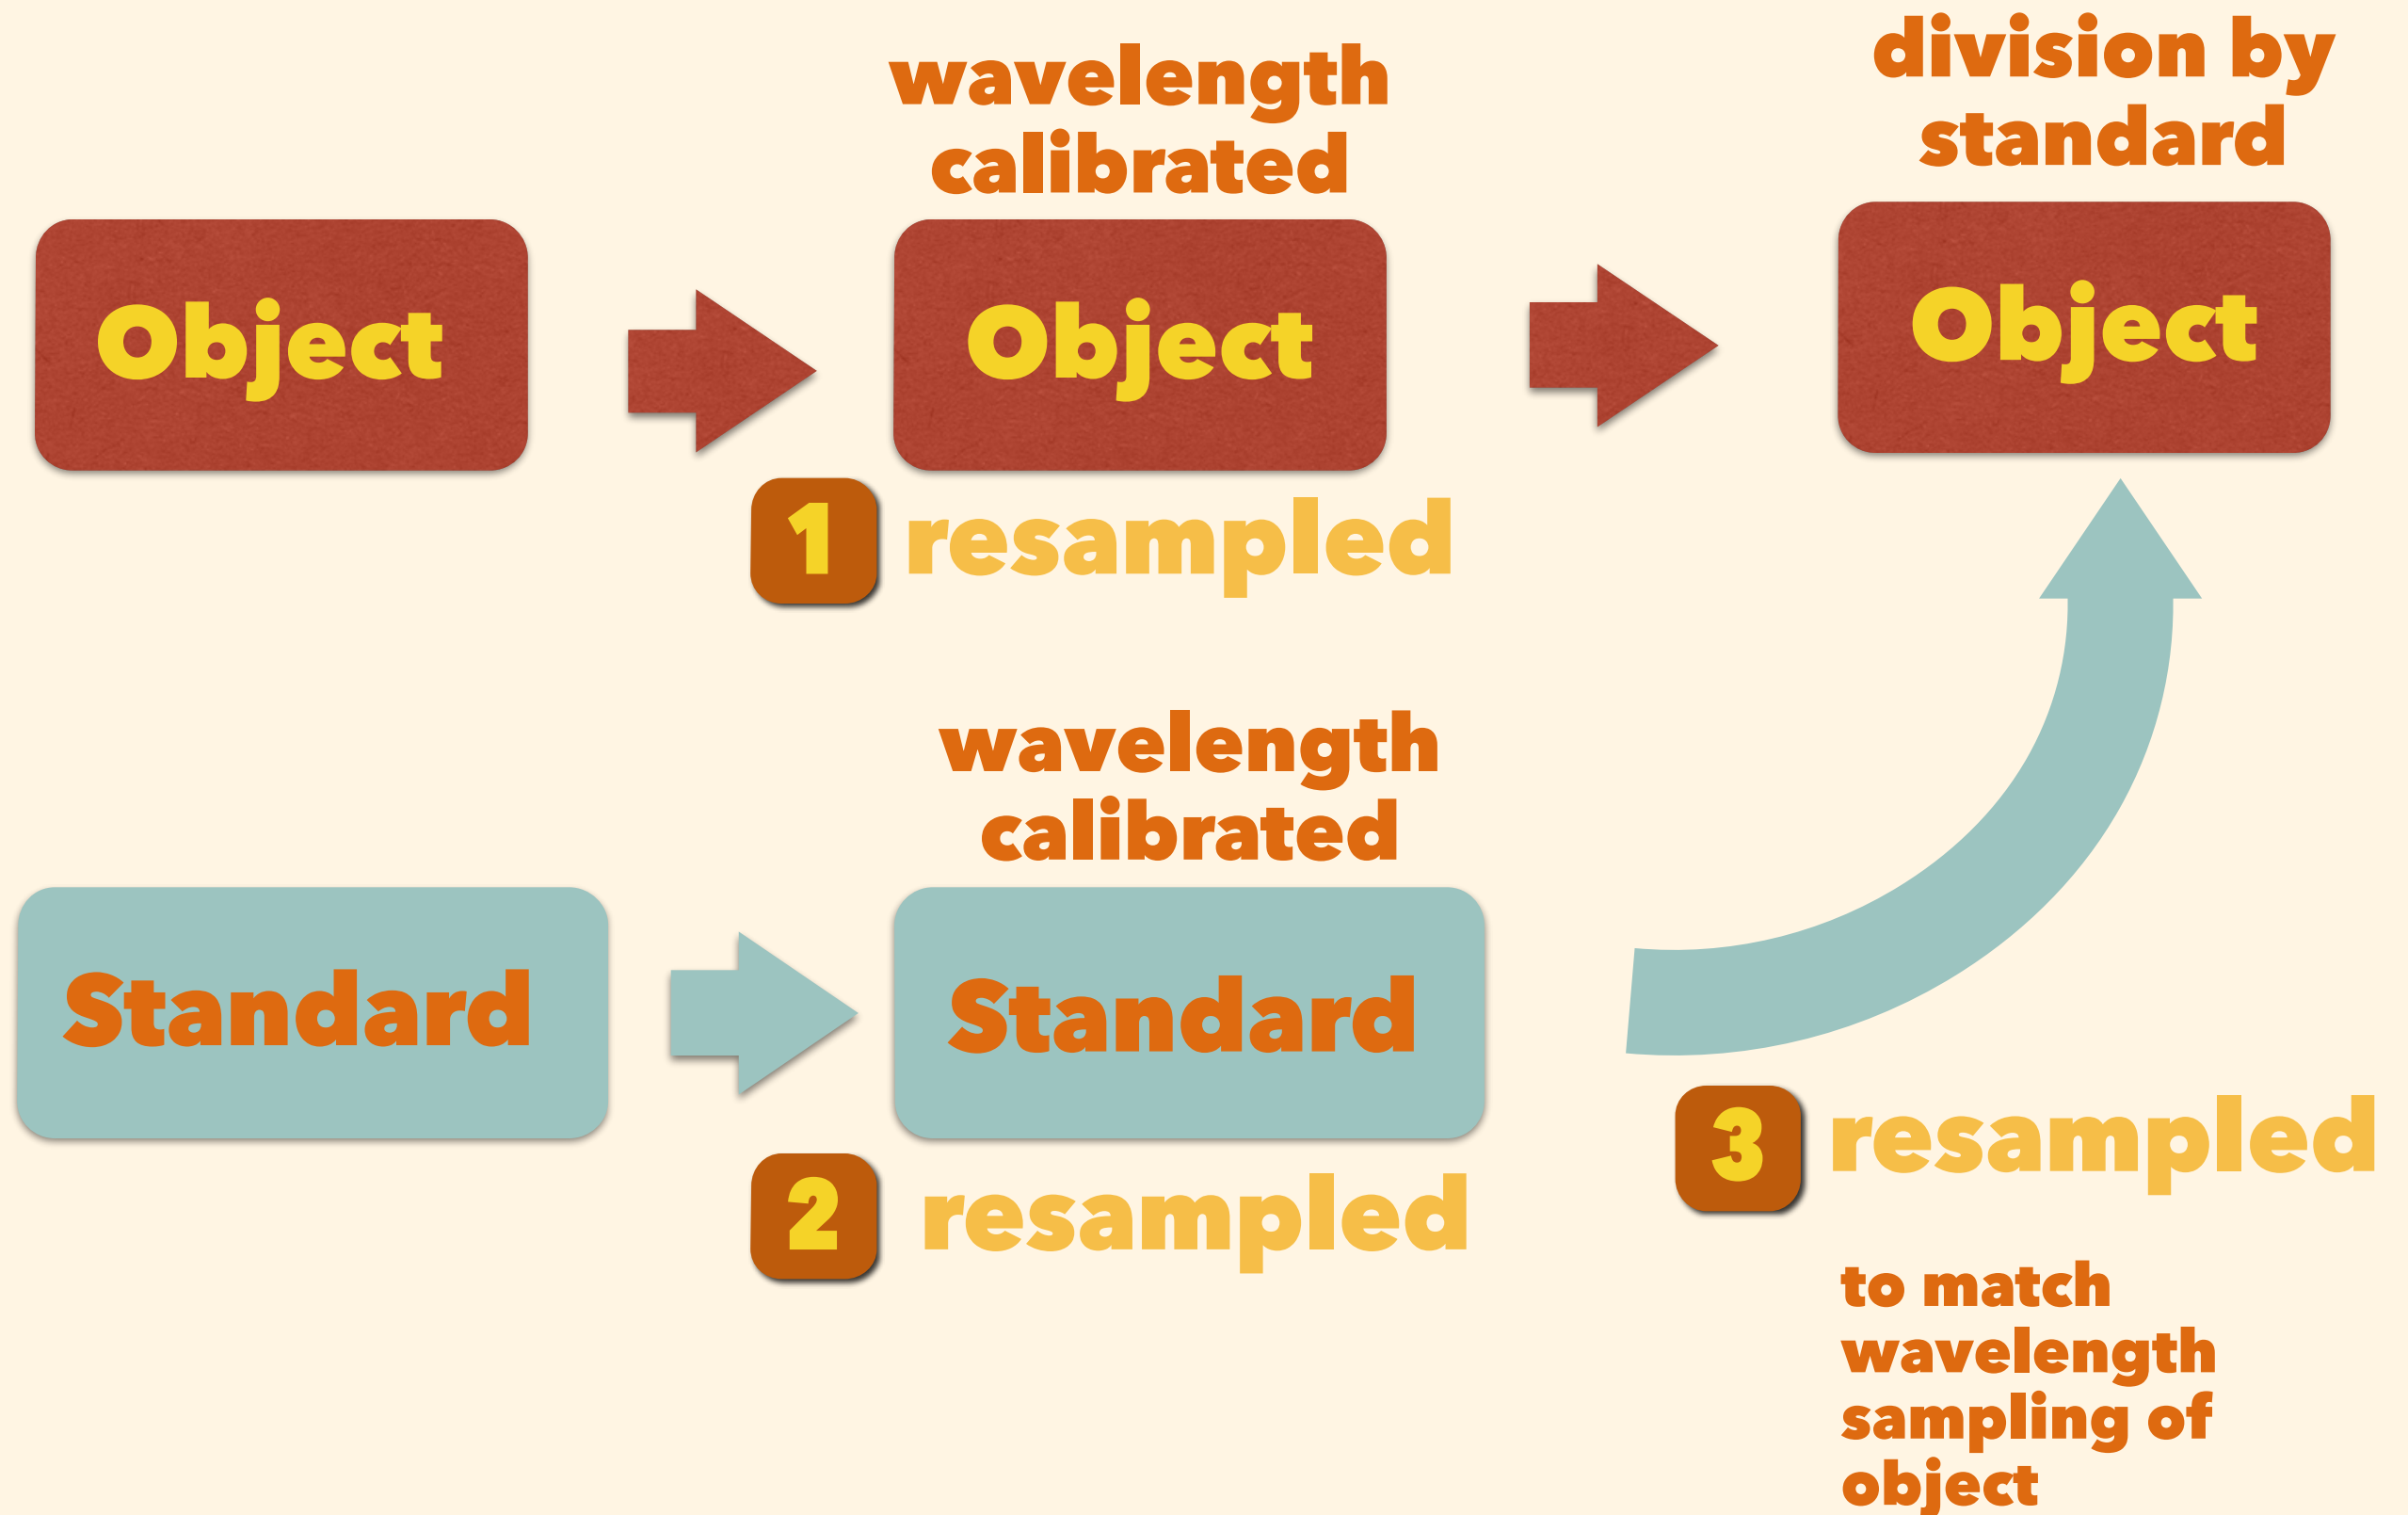 wavelength
calibrated
division by
standard
Object
Object
Object
1
resampled
wavelength
calibrated
Standard
Standard
2
resampled
3
resampled
to match
wavelength
sampling of
object